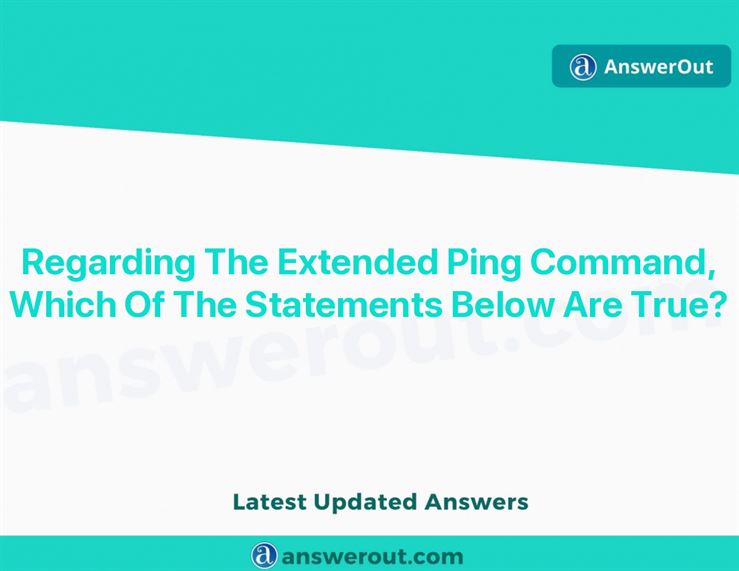 AnswerOut
Regarding The Extended Ping Command,
Which Of The Statements Below Are True?
answerout.com
Latest Updated Answers
answerout.com